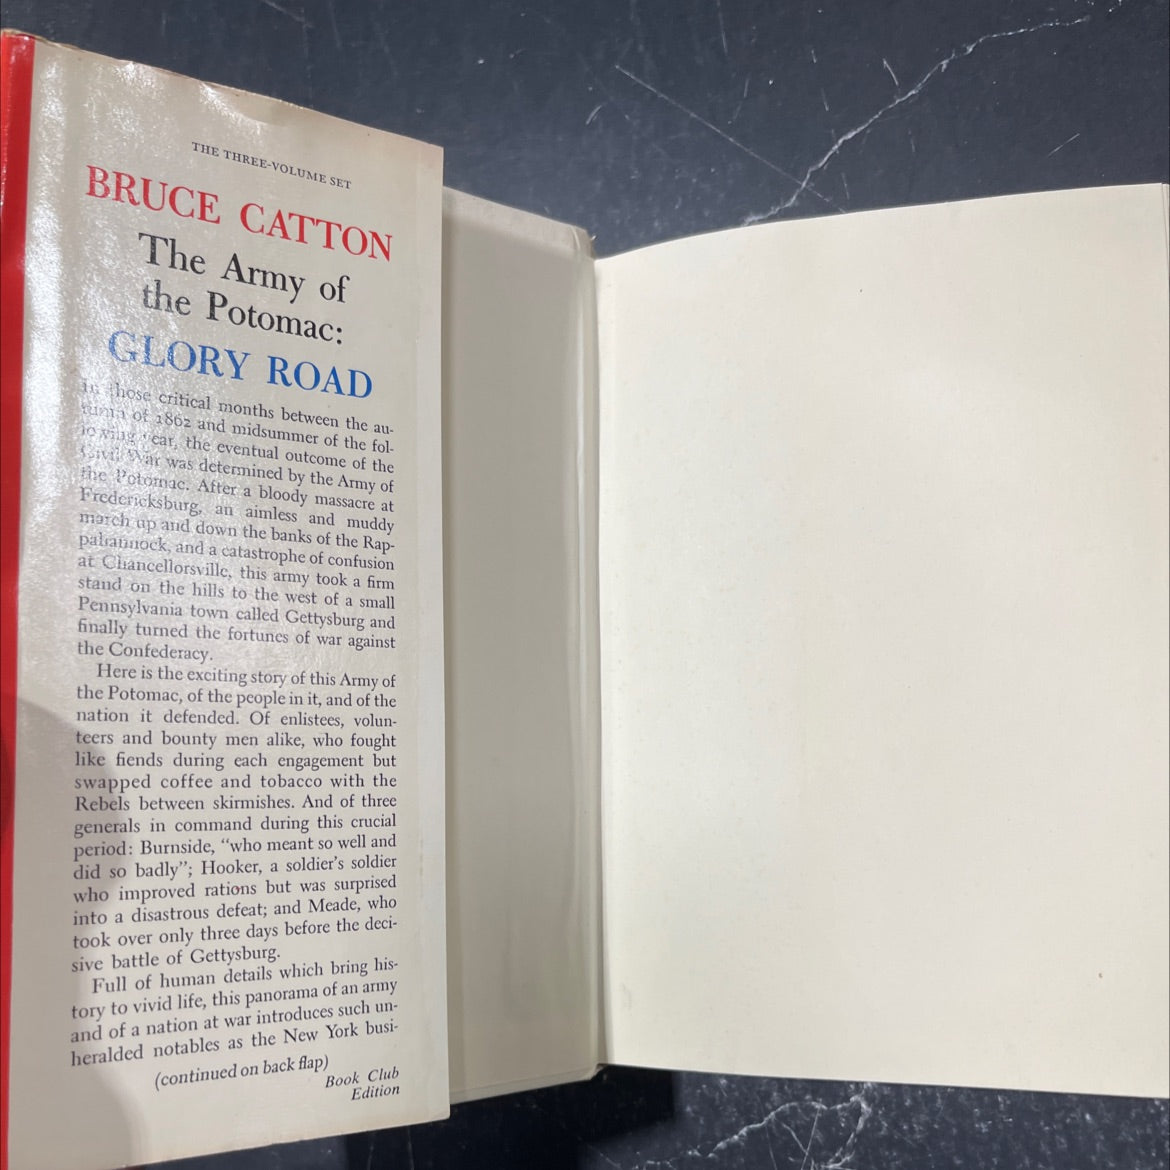 THE THREE-VOLUME SET
BRUCE CATTON
The Army of
the Potomac:
GLORY ROAD
In those critical months between the au-
tumn of 1862 and midsummer of the fol-
lowing year, the eventual outcome of the
Civil War was determined by the Army of
the Potomac. After a bloody massacre at
Fredericksburg, an aimless and muddy
march up and down the banks of the Rap-
pahannock, and a catastrophe of confusion
at Chancellorsville, this army took a firm
stand on the hills to the west of a small
Pennsylvania town called Gettysburg and
finally turned the fortunes of war against
the Confederacy.
Here is the exciting story of this Army of
the Potomac, of the people in it, and of the
nation it defended. Of enlistees, volun-
teers and bounty men alike, who fought
like fiends during each engagement but
swapped coffee and tobacco with the
Rebels between skirmishes. And of three
generals in command during this crucial
period: Burnside, “who meant so well and
did so badly”; Hooker, a soldier’s soldier
who improved rations but was surprised
into a disastrous defeat; and Meade, who
took over only three days before the deci-
sive battle of Gettysburg.
Full of human details which bring his-
tory to vivid life, this panorama of an army
and of a nation at war introduces such un-
heralded notables as the New York busi-
(continued on back flap)
Book Club
Edition